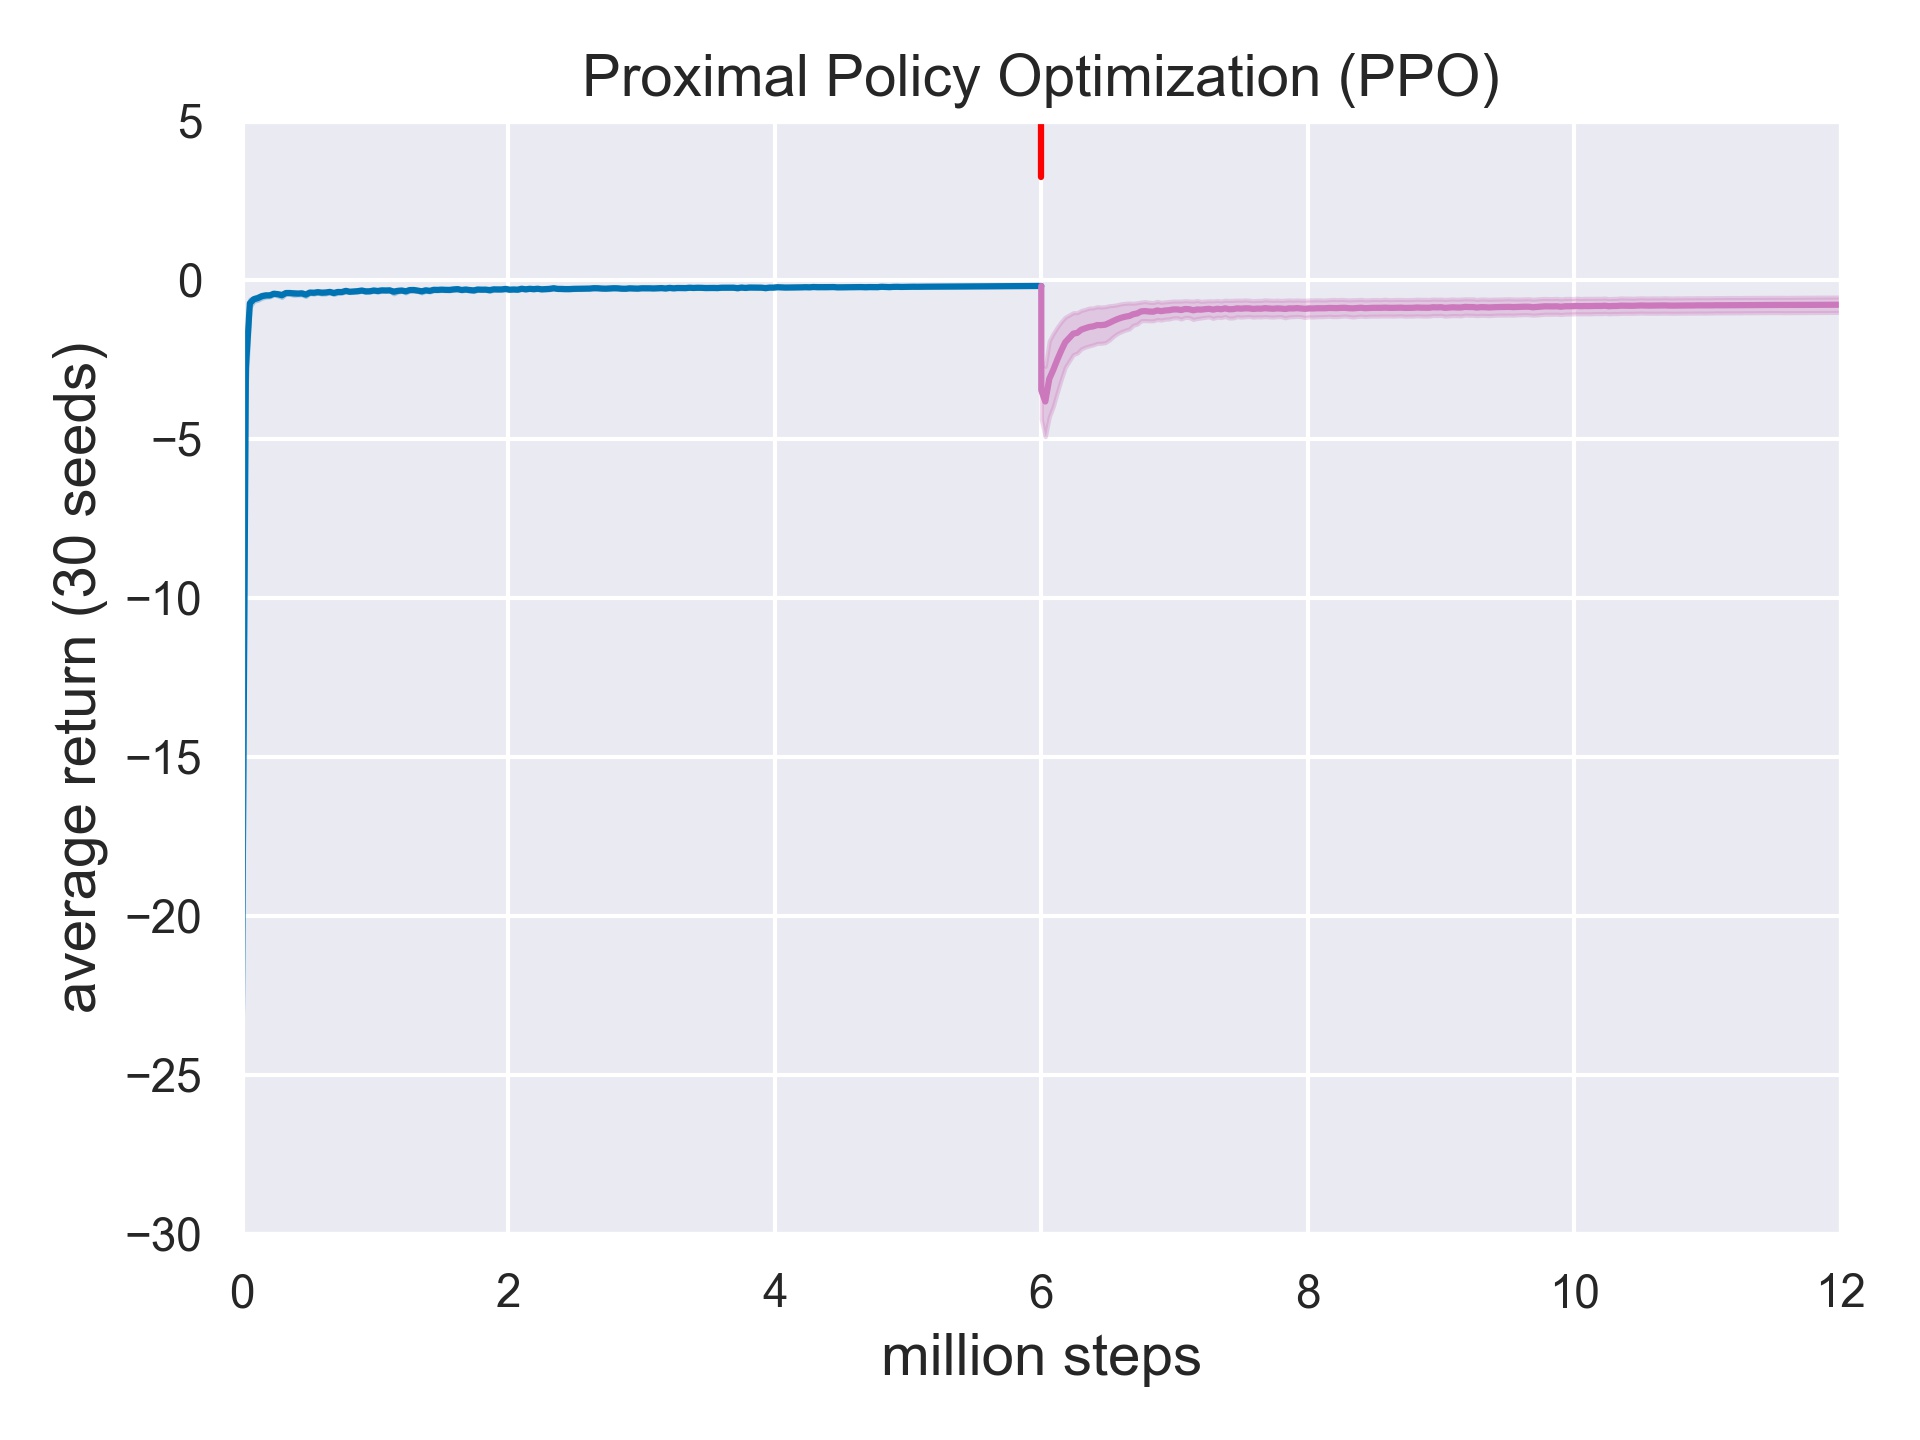 Proximal Policy Optimization (PPO)
5
0
−5
−10
−15
−20
−25
−30
average return (30 seeds)
0 2 4 6 8 10 12
million steps